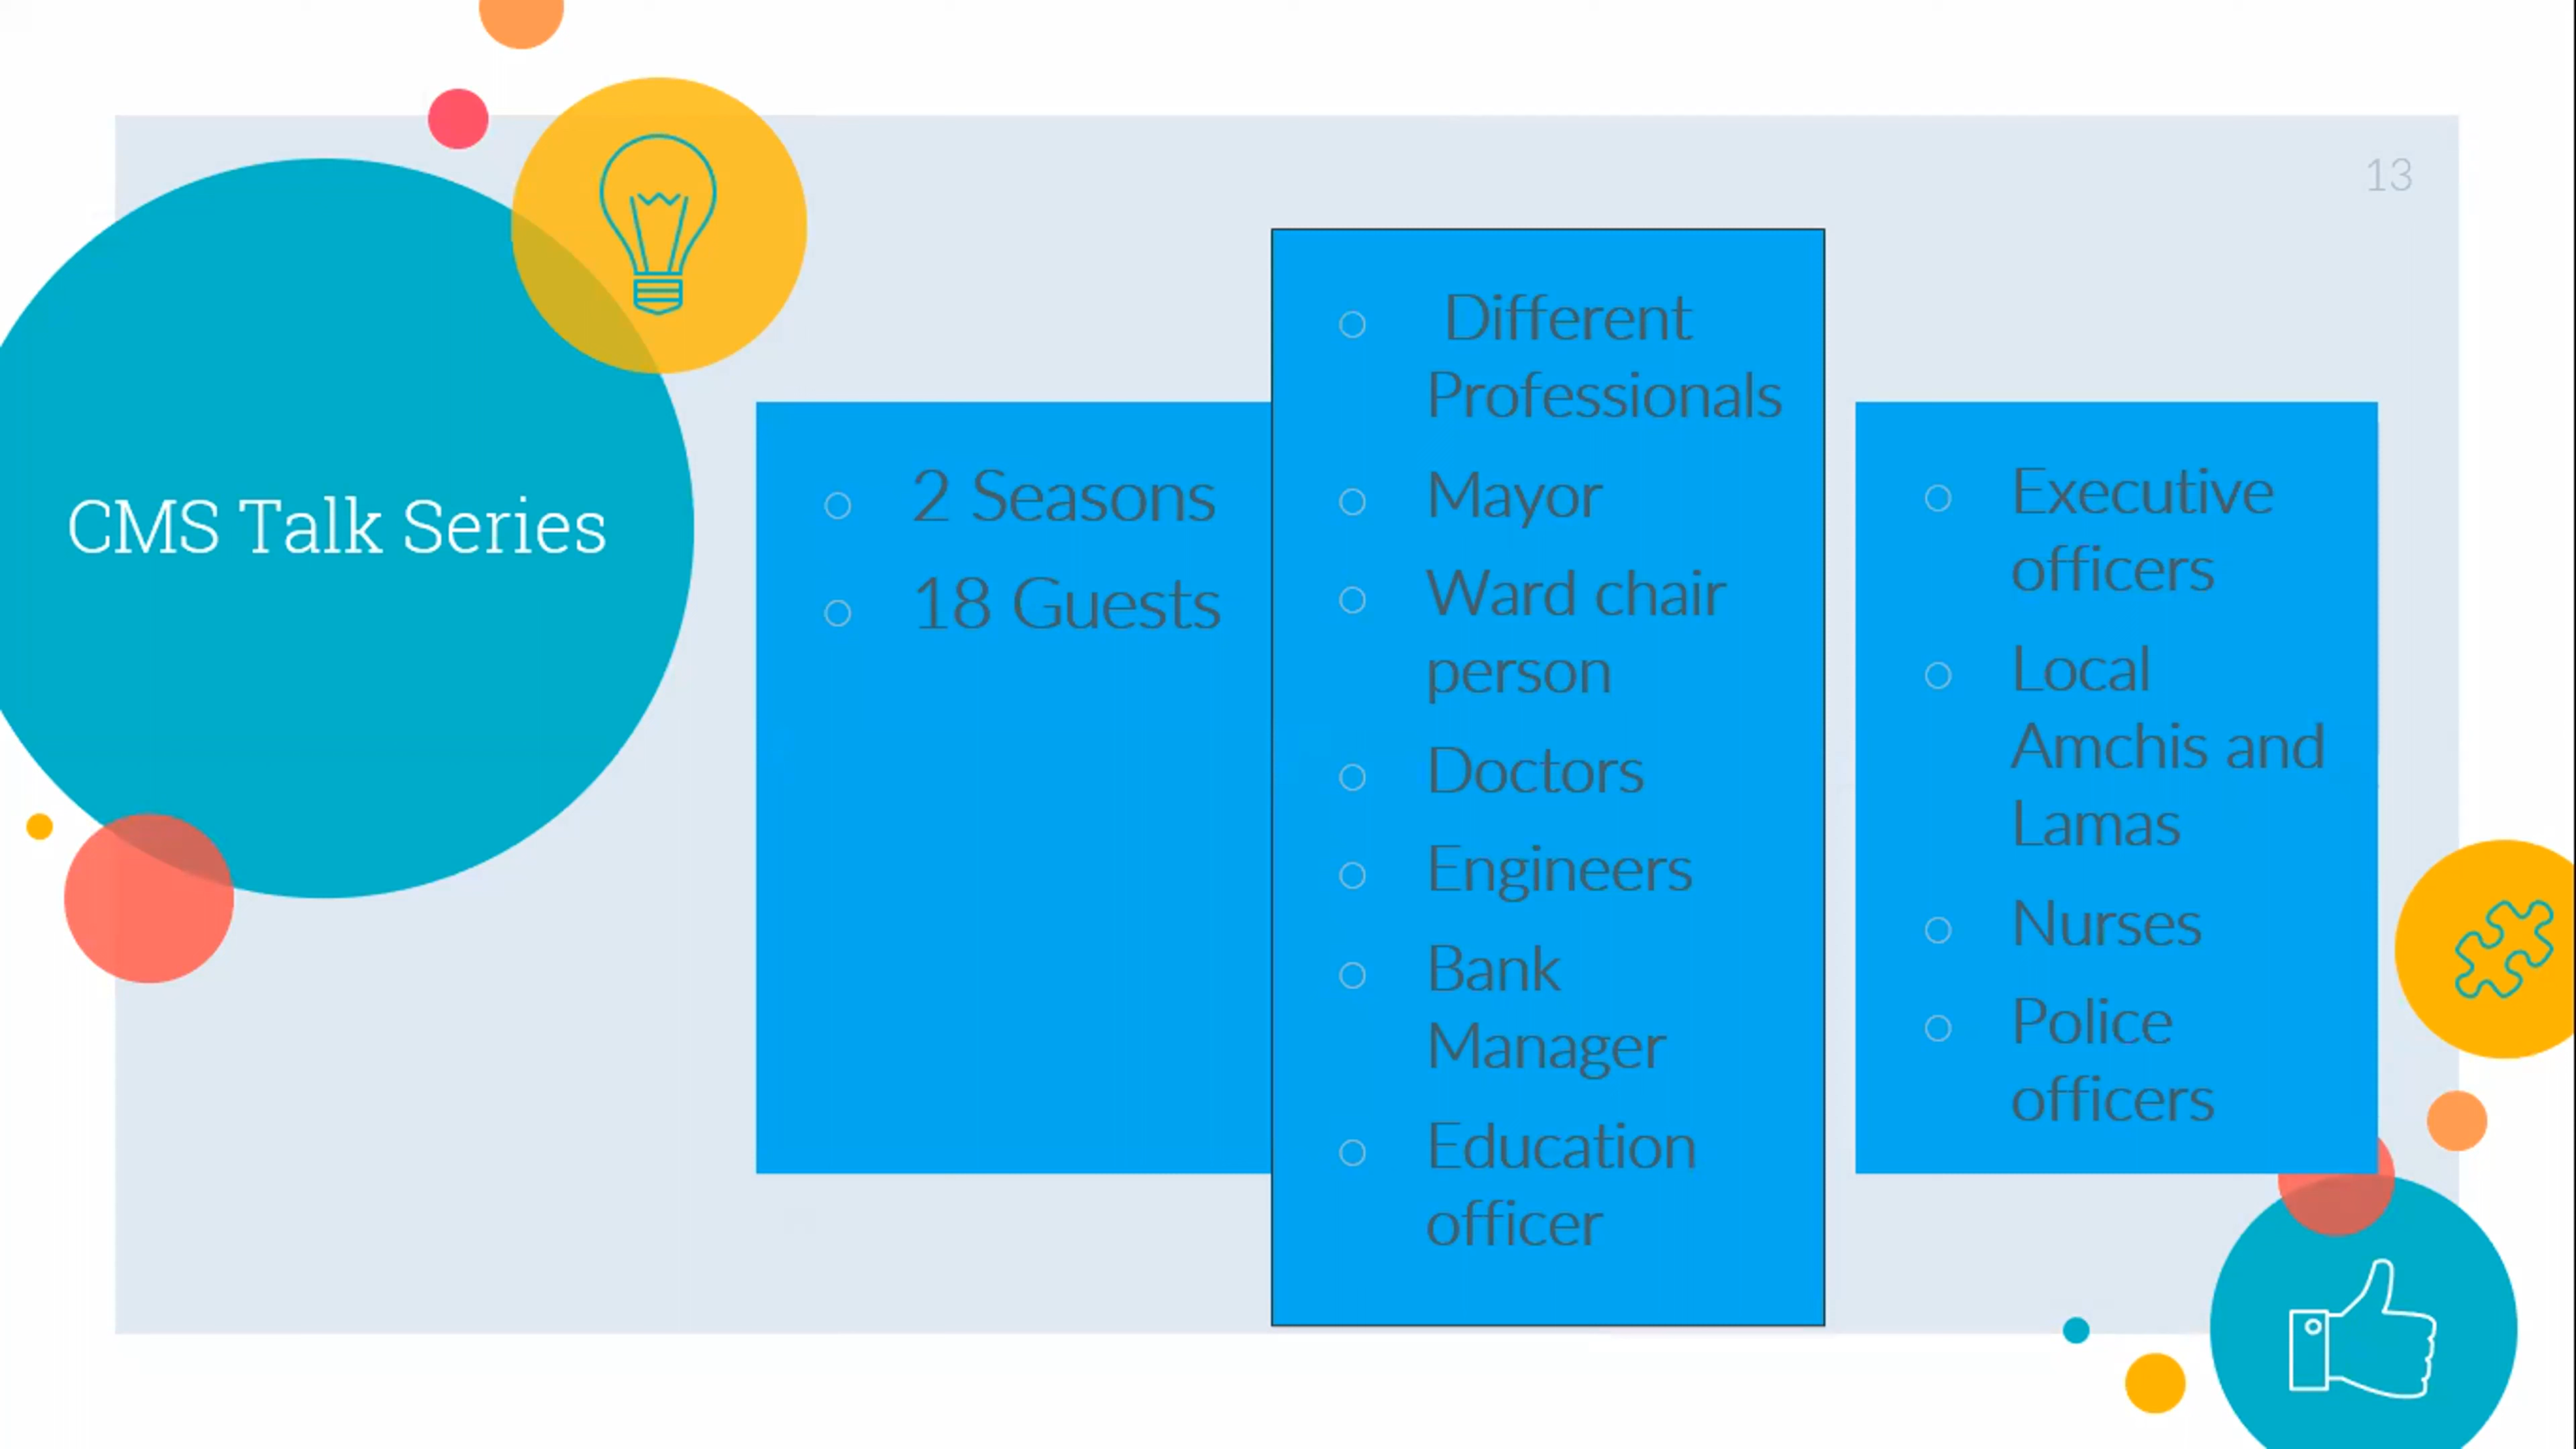 13
CMS Talk Series
2 Seasons
18 Guests
Different
Professionals
Mayor
Ward chair
person
Doctors
Engineers
Bank
Manager
Education
officer
Executive
officers
Local
Amchis and
Lamas
Nurses
Police
officers